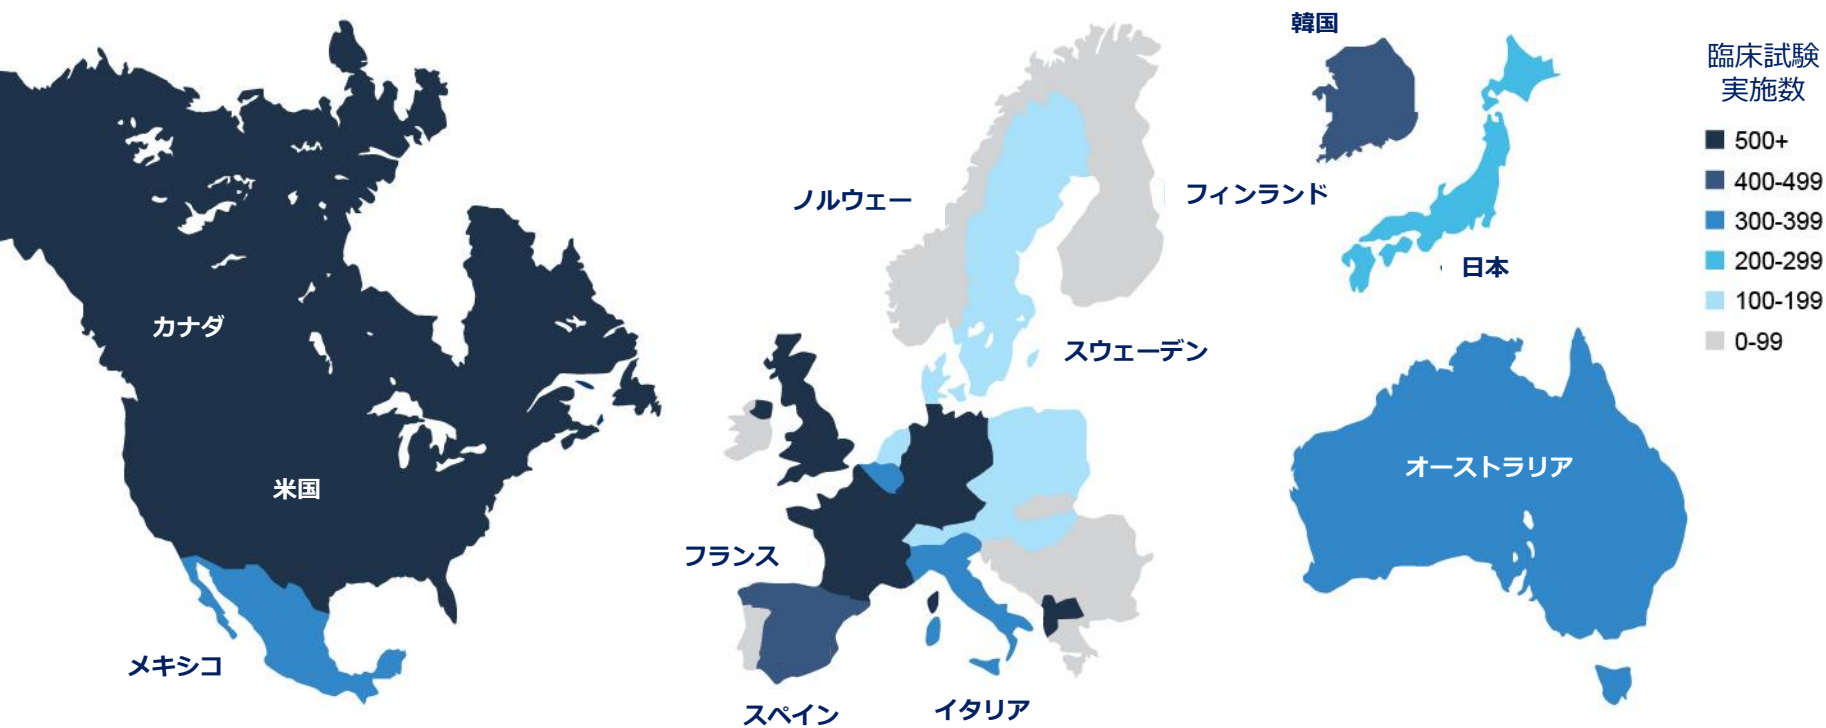 韓国
臨床試験
実施数
500+
400-499
300-399
200-299
100-199
0-99
ノルウェー
フィンランド
日本
カナダ
スウェーデン
オーストラリア
米国
フランス
メキシコ
スペイン
イタリア